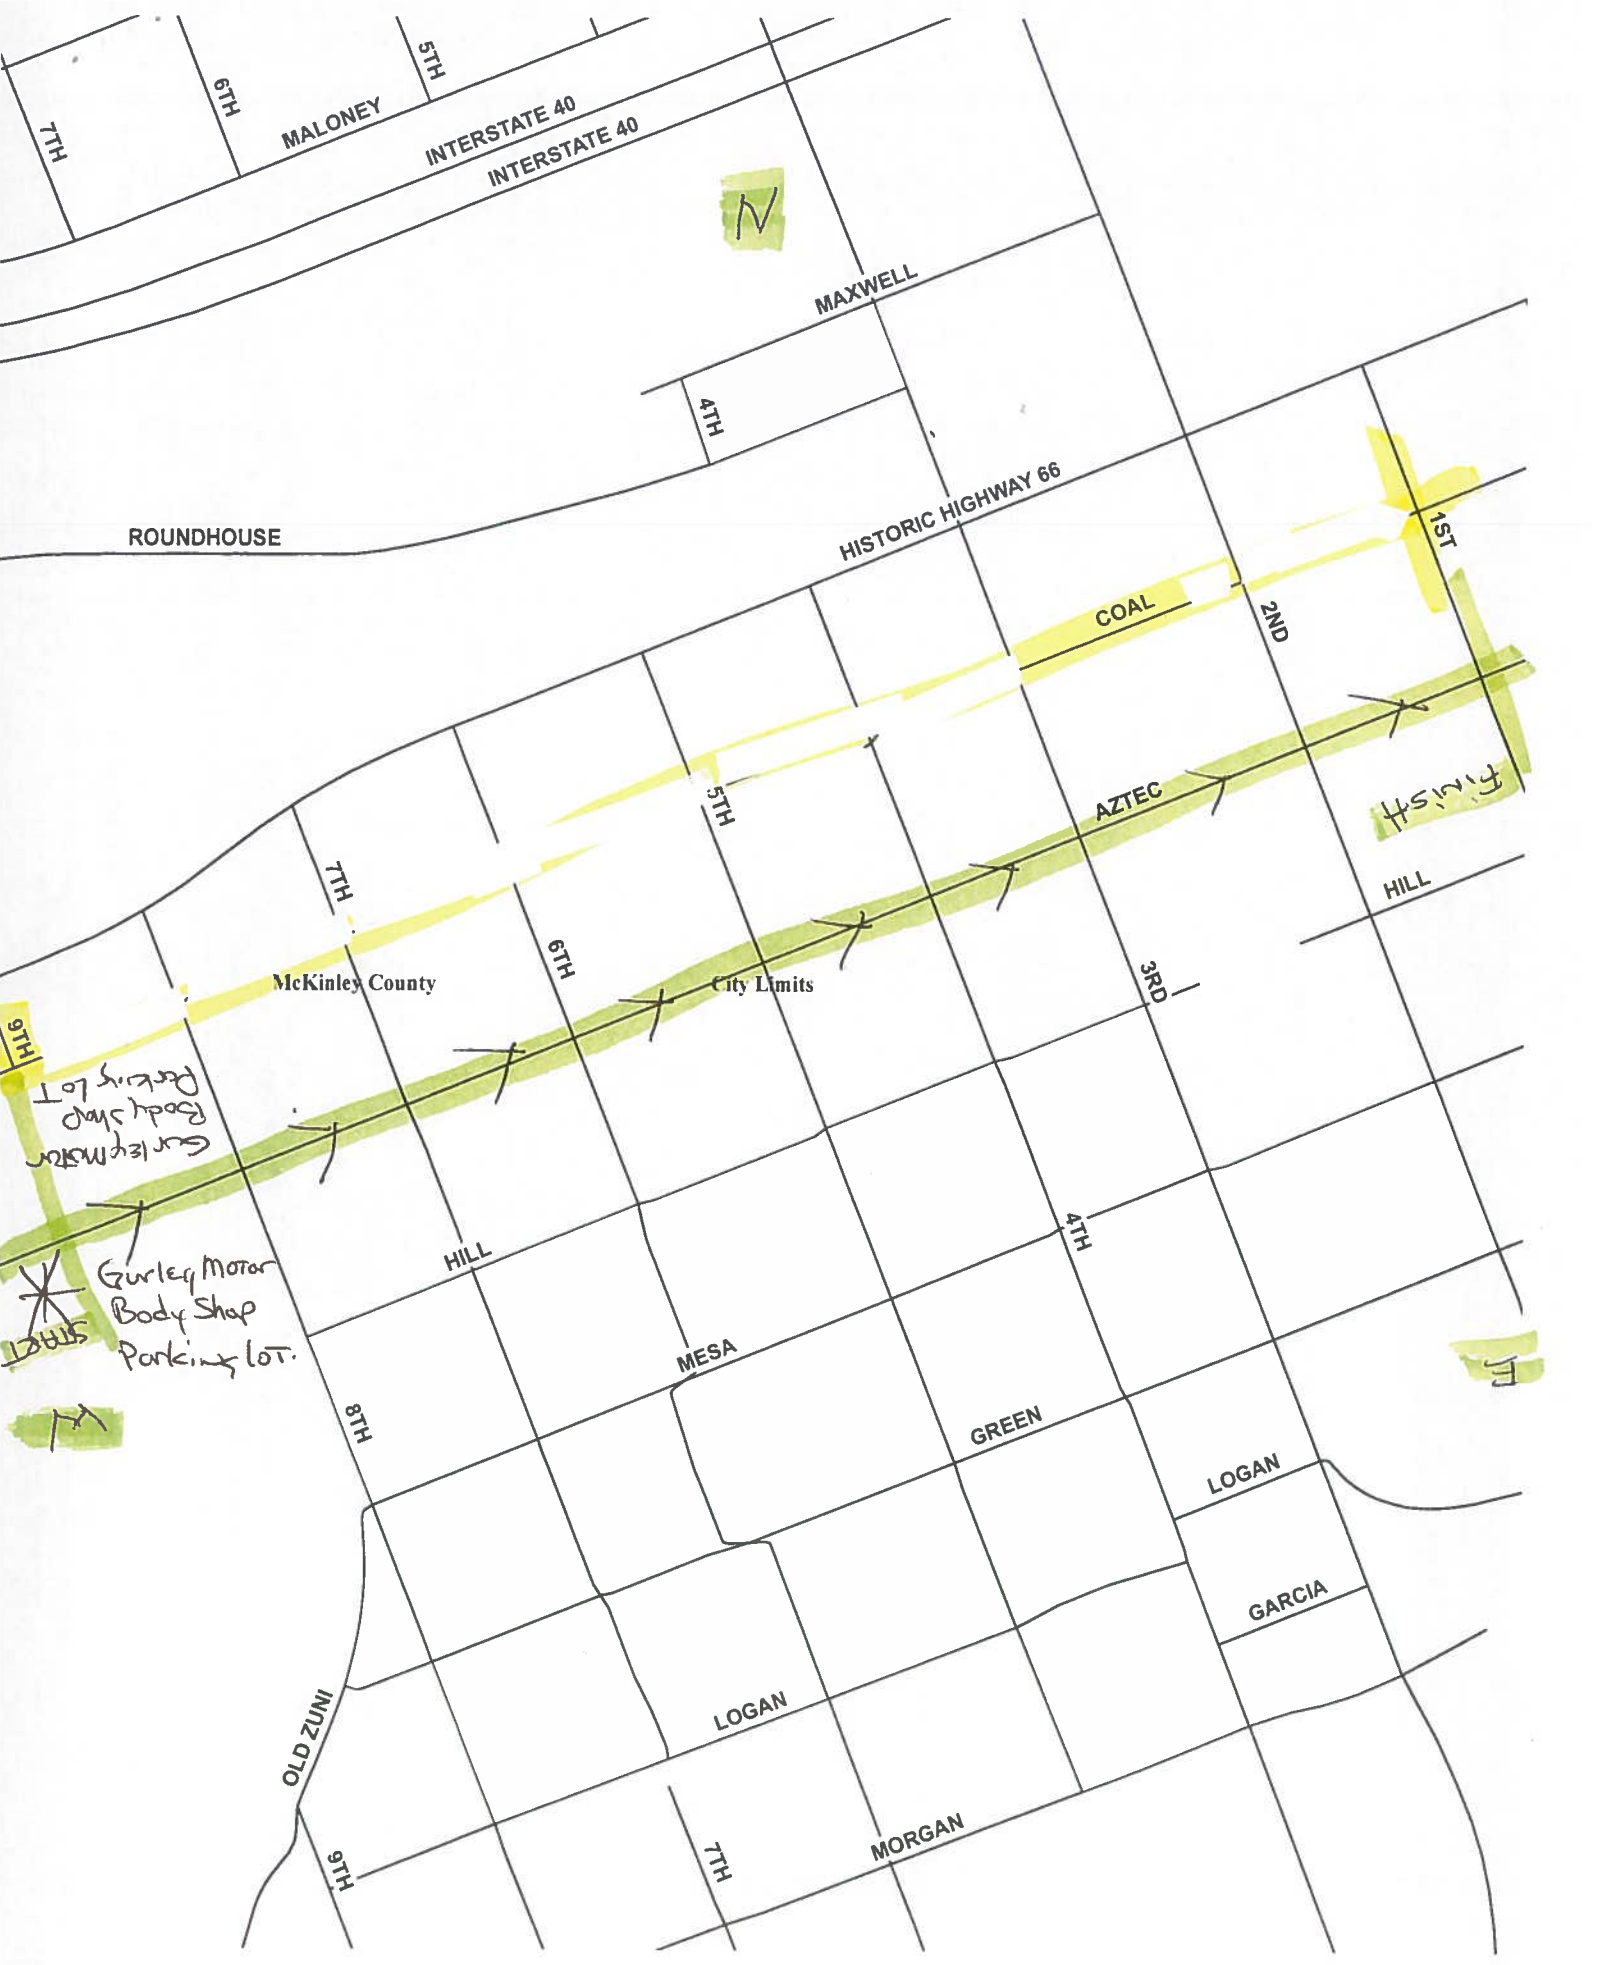 5TH
6TH
7TH
MALONEY
INTERSTATE 40
INTERSTATE 40
N
MAXWELL
4TH
HISTORIC HIGHWAY 66
ROUNDHOUSE
1ST
COAL
2ND
5TH
AZTEC
FiNiSH
7TH
HILL
6TH
McKinley County
City Limits
3RD
9TH
Gurley Motor
Body Shop
Parking LOT
HILL
4TH
Gurley Motor
Body Shop
Parking LOT.
START
MESA
E
W
8TH
GREEN
LOGAN
GARCIA
LOGAN
OLD ZUNI
MORGAN
9TH
7TH